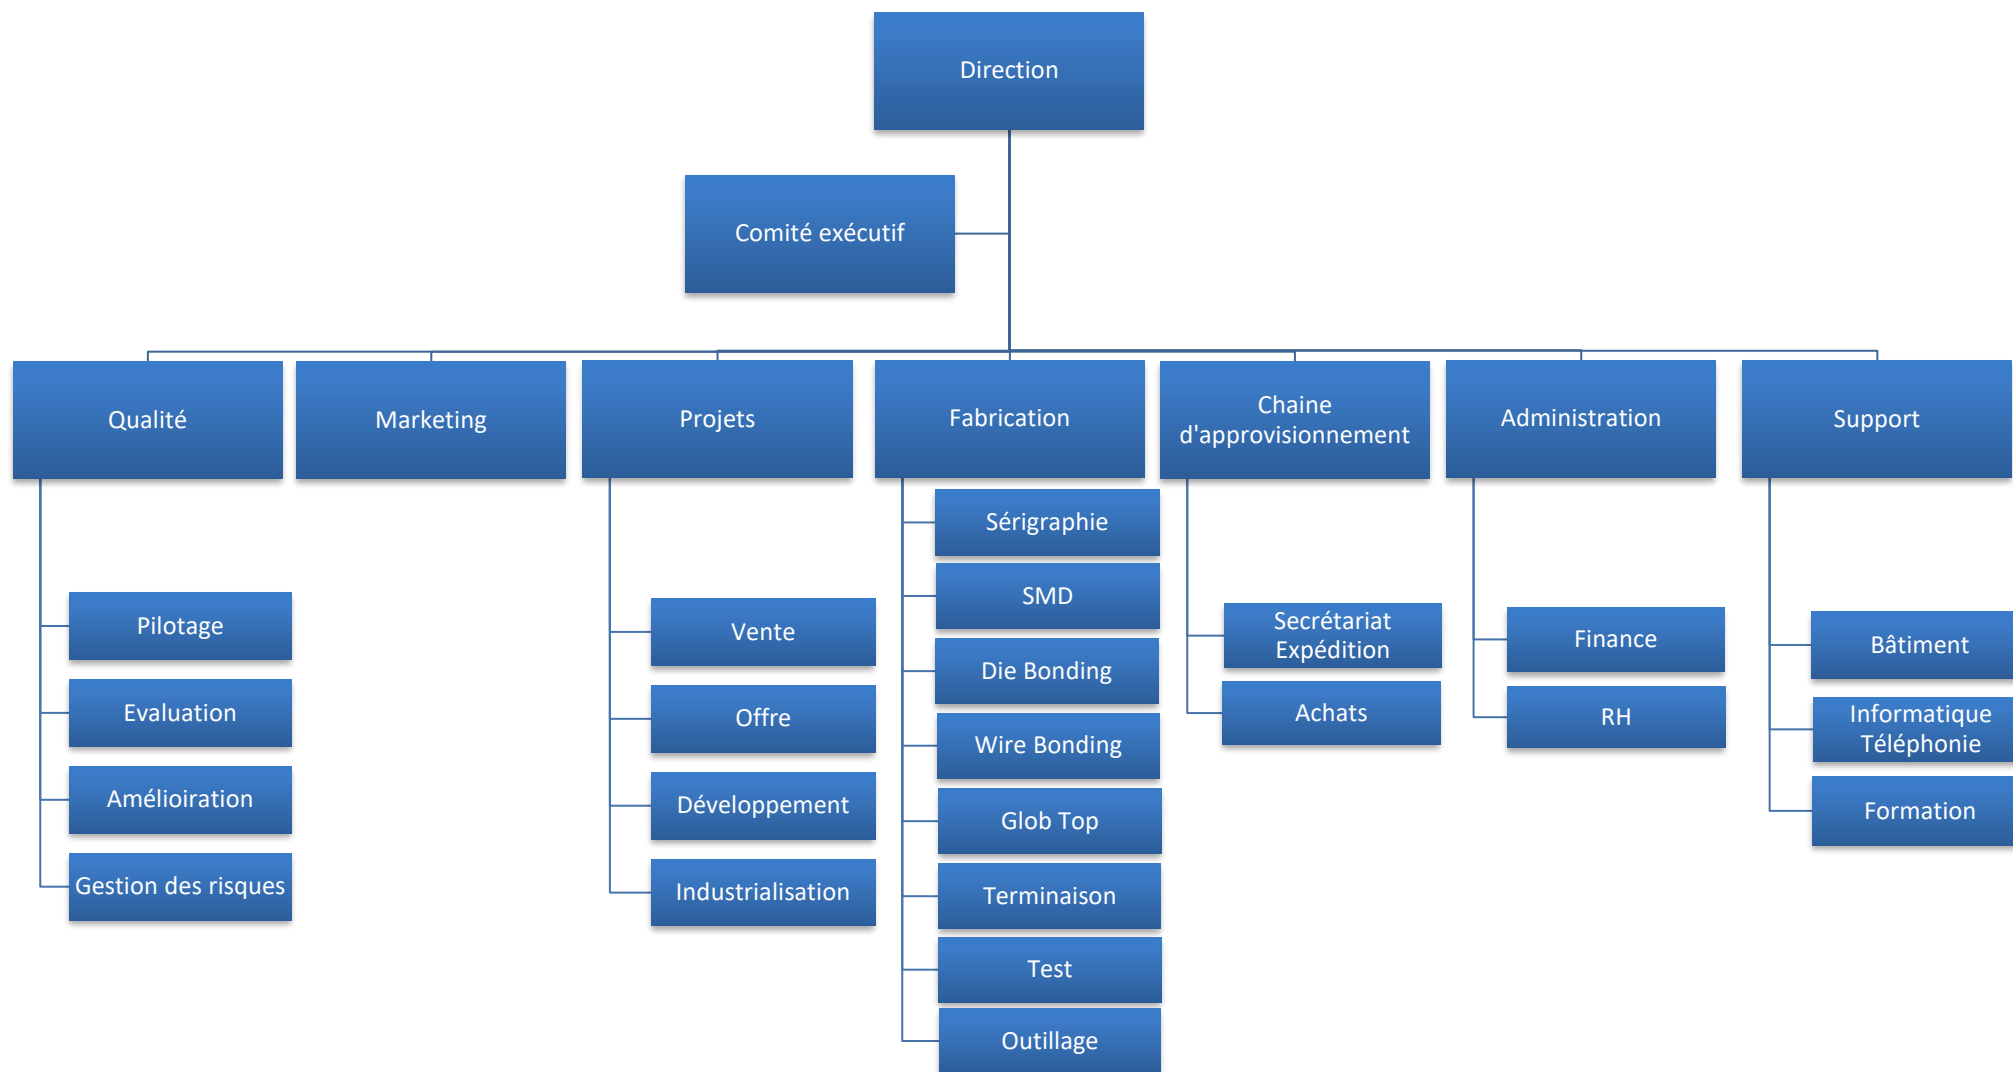 Direction
Comité exécutif
Qualité
Marketing
Projets
Fabrication
Chaine
d'approvisionnement
Administration
Support
Pilotage
Evaluation
Amélioiration
Gestion des risques
Vente
Offre
Développement
Industrialisation
Sérigraphie
SMD
Die Bonding
Wire Bonding
Glob Top
Terminaison
Test
Outillage
Secrétariat
Expédition
Achats
Finance
RH
Bâtiment
Informatique
Téléphonie
Formation